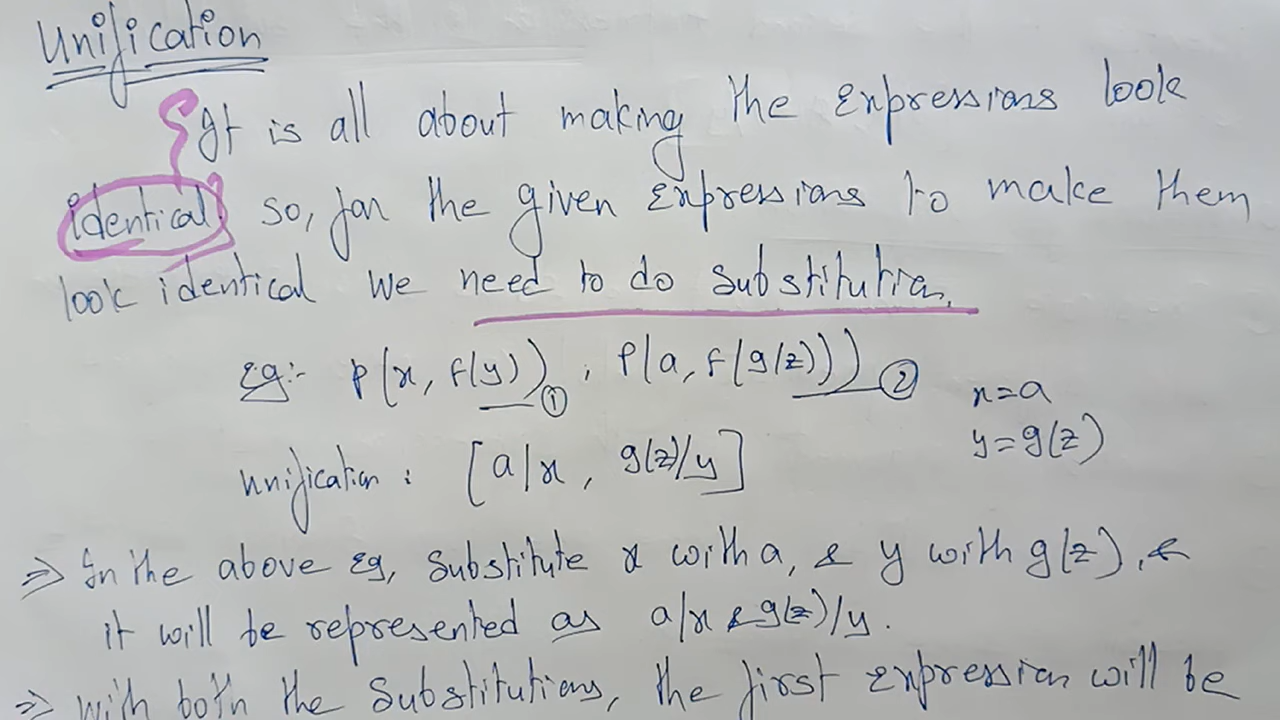 Unification
It is all about making the expressions look
identical, so, for the given expressions to make them
look identical we need to do substitution.
Eg:- P(x, f(y)) ① , P(a, f(g(z))) ②
x=a
y=g(z)
Unification : [a/x, g(z)/y]
⇒ In the above eg, substitute x with a, & y with g(z), &
it will be represented as a/x & g(z)/y.
⇒ With both the substitutions, the first expression will be